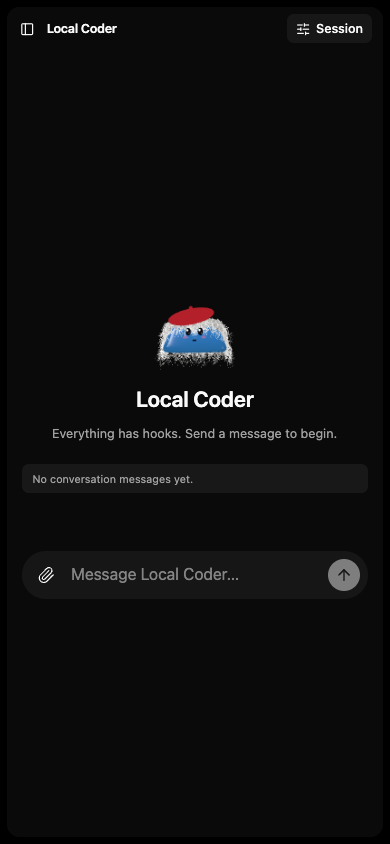 Local Coder
Session
Local Coder
Everything has hooks. Send a message to begin.
No conversation messages yet.
Message Local Coder...